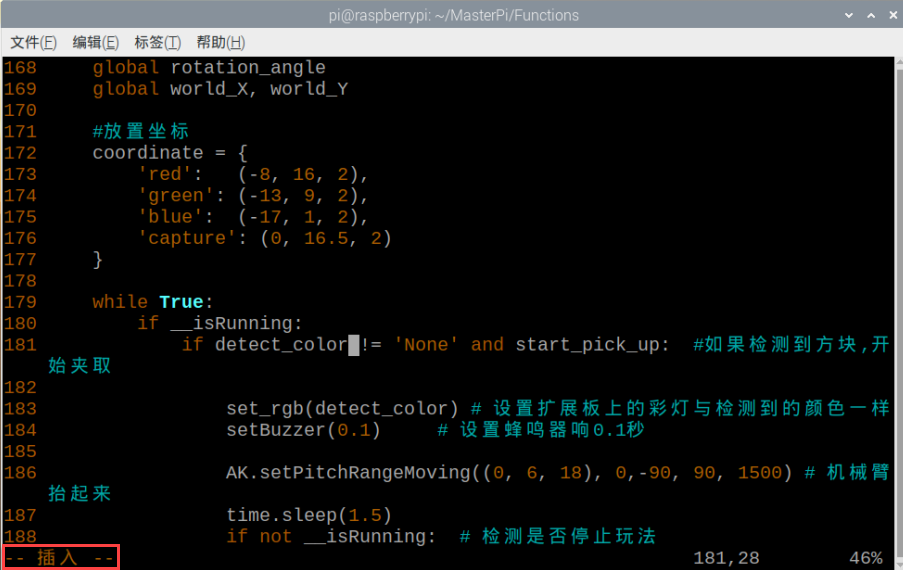 pi@raspberrypi: ~/MasterPi/Functions
文件(F) 编辑(E) 标签(T) 帮助(H)
168     global rotation_angle
169     global world_X, world_Y
170
171     #放置坐标
172     coordinate = {
173         'red':   (-8, 16, 2),
174         'green': (-13, 9, 2),
175         'blue':  (-17, 1, 2),
176         'capture': (0, 16.5, 2)
177     }
178
179     while True:
180         if __isRunning:
181             if detect_color != 'None' and start_pick_up:  #如果检测到方块,开
始夹取
182
183                 set_rgb(detect_color) # 设置扩展板上的彩灯与检测到的颜色一样
184                 setBuzzer(0.1)     # 设置蜂鸣器响0.1秒
185
186                 AK.setPitchRangeMoving((0, 6, 18), 0,-90, 90, 1500) # 机械臂
抬起来
187                 time.sleep(1.5)
188                 if not __isRunning:  # 检测是否停止玩法
-- 插入 -- 181,28 46%